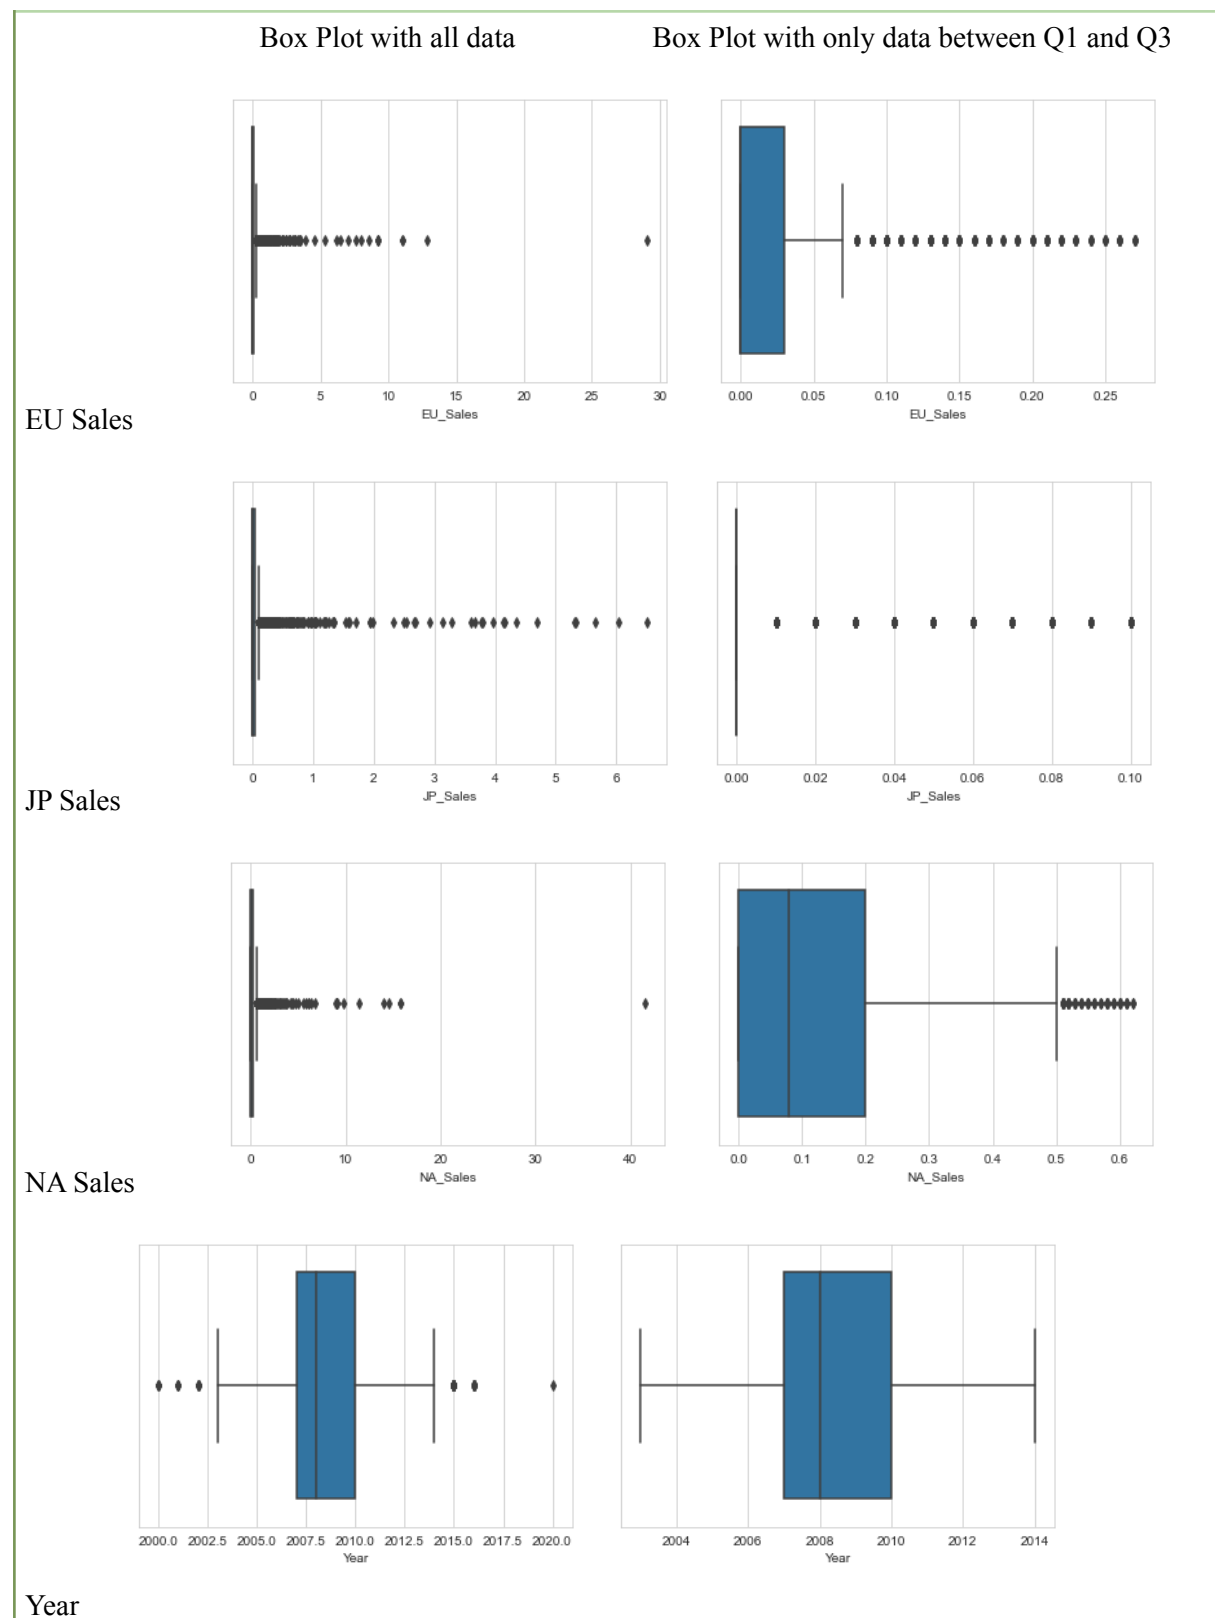 Box Plot with all data Box Plot with only data between Q1 and Q3
0 5 10 15 20 25 30 0.00 0.05 0.10 0.15 0.20 0.25
EU_Sales EU_Sales
EU Sales
0 1 2 3 4 5 6 0.00 0.02 0.04 0.06 0.08 0.10
JP_Sales JP_Sales
JP Sales
0 10 20 30 40 0.0 0.1 0.2 0.3 0.4 0.5 0.6
NA_Sales NA_Sales
NA Sales
2000.0 2002.5 2005.0 2007.5 2010.0 2012.5 2015.0 2017.5 2020.0 2004 2006 2008 2010 2012 2014
Year Year
Year